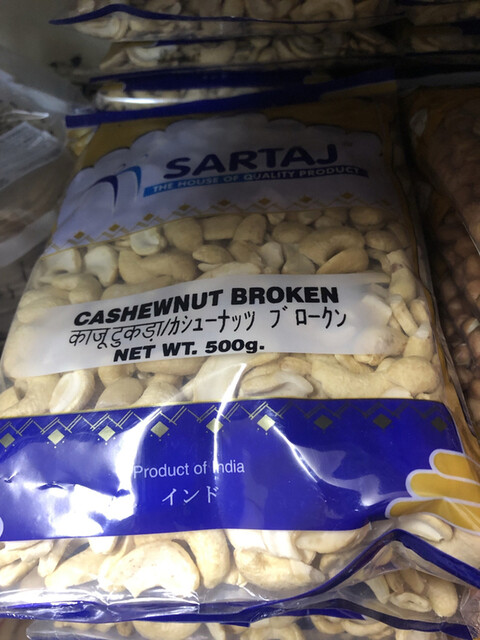 SARTAJ
THE HOUSE OF QUALITY PRODUCT
CASHEWNUT BROKEN
काजू टुकड़ा/カシューナッツ ブロークン
NET WT. 500g.
Product of India
インド